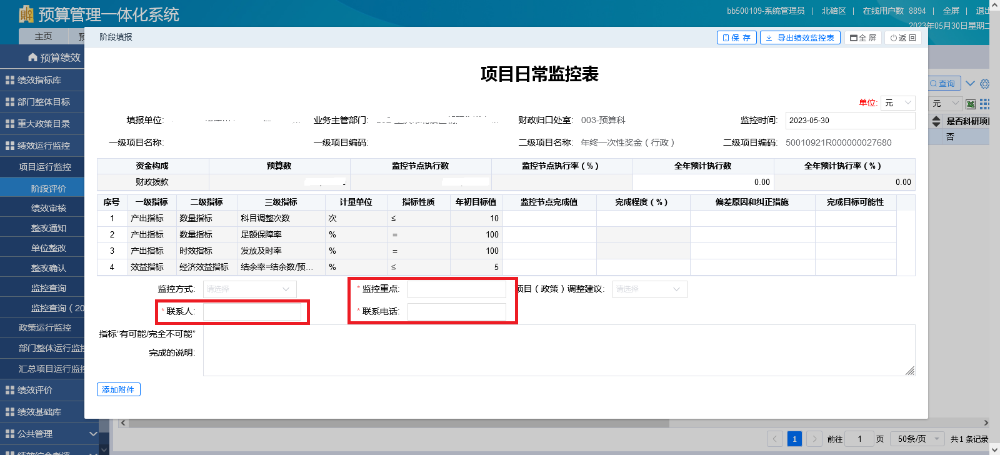 预算管理一体化系统
bb500109-系统管理员 | 北碚区 | 在线用户数 8894 | 全屏 | 退出
2023年05月30日星期二
主页
预算绩效
绩效指标库
部门整体目标
重大政策目录
绩效运行监控
项目运行监控
阶段评价
绩效审核
整改通知
单位整改
整改确认
监控查询
监控查询（20
政策运行监控
部门整体运行监控
汇总项目运行监控
绩效评价
绩效基础库
公共管理
阶段填报
保 存 导出绩效监控表 全 屏 返 回
项目日常监控表
单位: 元
填报单位: 业务主管部门: 财政归口处室: 003-预算科 监控时间: 2023-05-30
一级项目名称: 一级项目编码: 二级项目名称: 年终一次性奖金（行政） 二级项目编码: 50010921R000000027680
资金构成 预算数 监控节点执行数 监控节点执行率（%） 全年预计执行数 全年预计执行率（%）
财政拨款 0.00 0.00
序号 一级指标 二级指标 三级指标 计量单位 指标性质 年初目标值 监控节点完成值 完成程度（%） 偏差原因和纠正措施 完成目标可能性
1 产出指标 数量指标 科目调整次数 次 ≤ 10
2 产出指标 数量指标 足额保障率 % = 100
3 产出指标 时效指标 发放及时率 % = 100
4 效益指标 经济效益指标 结余率=结余数/预... % ≤ 5
监控方式: 请选择 * 监控重点: 项目（政策）调整建议: 请选择
* 联系人: * 联系电话:
指标“有可能/完全不可能”
完成的说明:
添加附件
查询
元
是否科研项目
否
1 前往 1 页 50条/页 共1 条记录